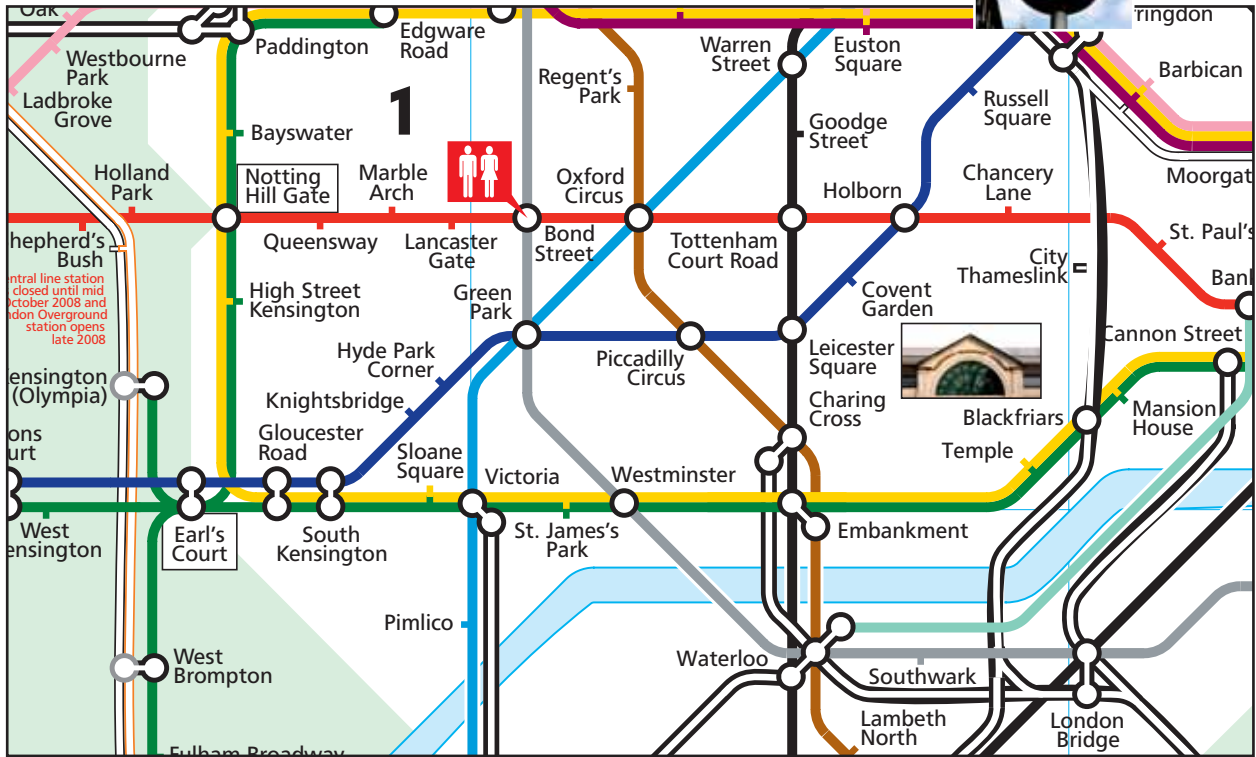 Oak
Westbourne
Park
Ladbroke
Grove
Paddington
Edgware
Road
Warren
Street
Euston
Square
rringdon
Barbican
Regent's
Park
1
Bayswater
Goodge
Street
Russell
Square
Moorgat
Holland
Park
Notting
Hill Gate
Marble
Arch
Oxford
Circus
Holborn
Chancery
Lane
hepherd's
Bush
Queensway
Lancaster
Gate
Bond
Street
Tottenham
Court Road
St. Paul's
City
Thameslink
entral line station
closed until mid
October 2008 and
ndon Overground
station opens
late 2008
High Street
Kensington
Green
Park
Covent
Garden
Ban
Hyde Park
Corner
Piccadilly
Circus
Leicester
Square
Cannon Street
ensington
(Olympia)
Knightsbridge
Charing
Cross
Blackfriars
Mansion
House
ons
urt
Gloucester
Road
Sloane
Square
Victoria
Westminster
Temple
West
ensington
Earl's
Court
South
Kensington
St. James's
Park
Embankment
Pimlico
West
Brompton
Waterloo
Southwark
Lambeth
North
London
Bridge
Fulham Broadway